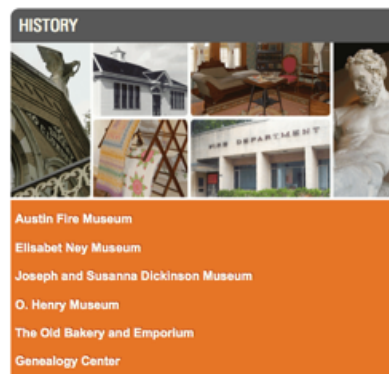 HISTORY
FIRE DEPARTMENT
Austin Fire Museum
Elisabet Ney Museum
Joseph and Susanna Dickinson Museum
O. Henry Museum
The Old Bakery and Emporium
Genealogy Center